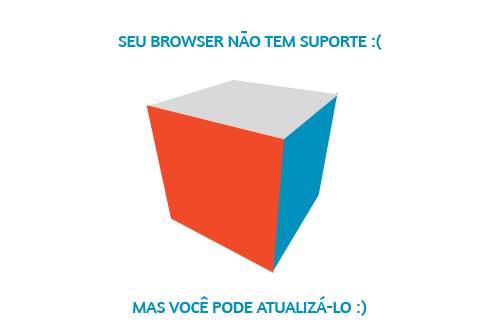 SEU BROWSER NÃO TEM SUPORTE :(
MAS VOCÊ PODE ATUALIZÁ-LO :)